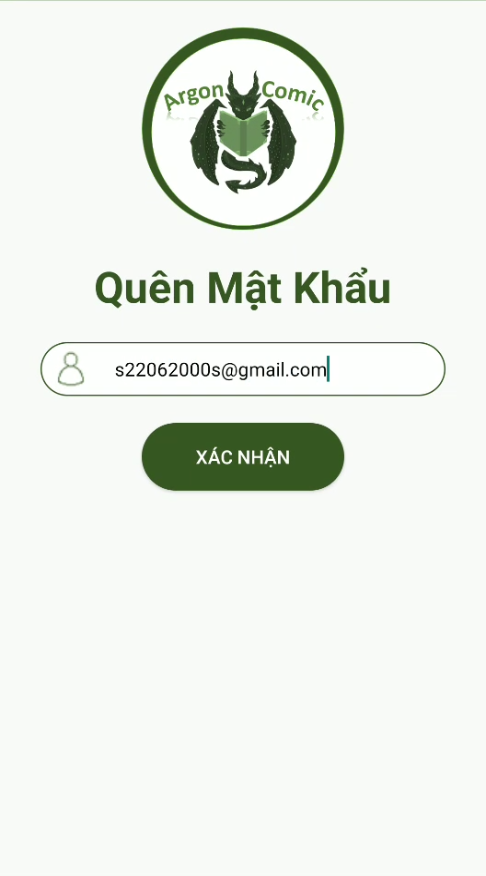 Argon Comic
Quên Mật Khẩu
s22062000s@gmail.com
XÁC NHẬN